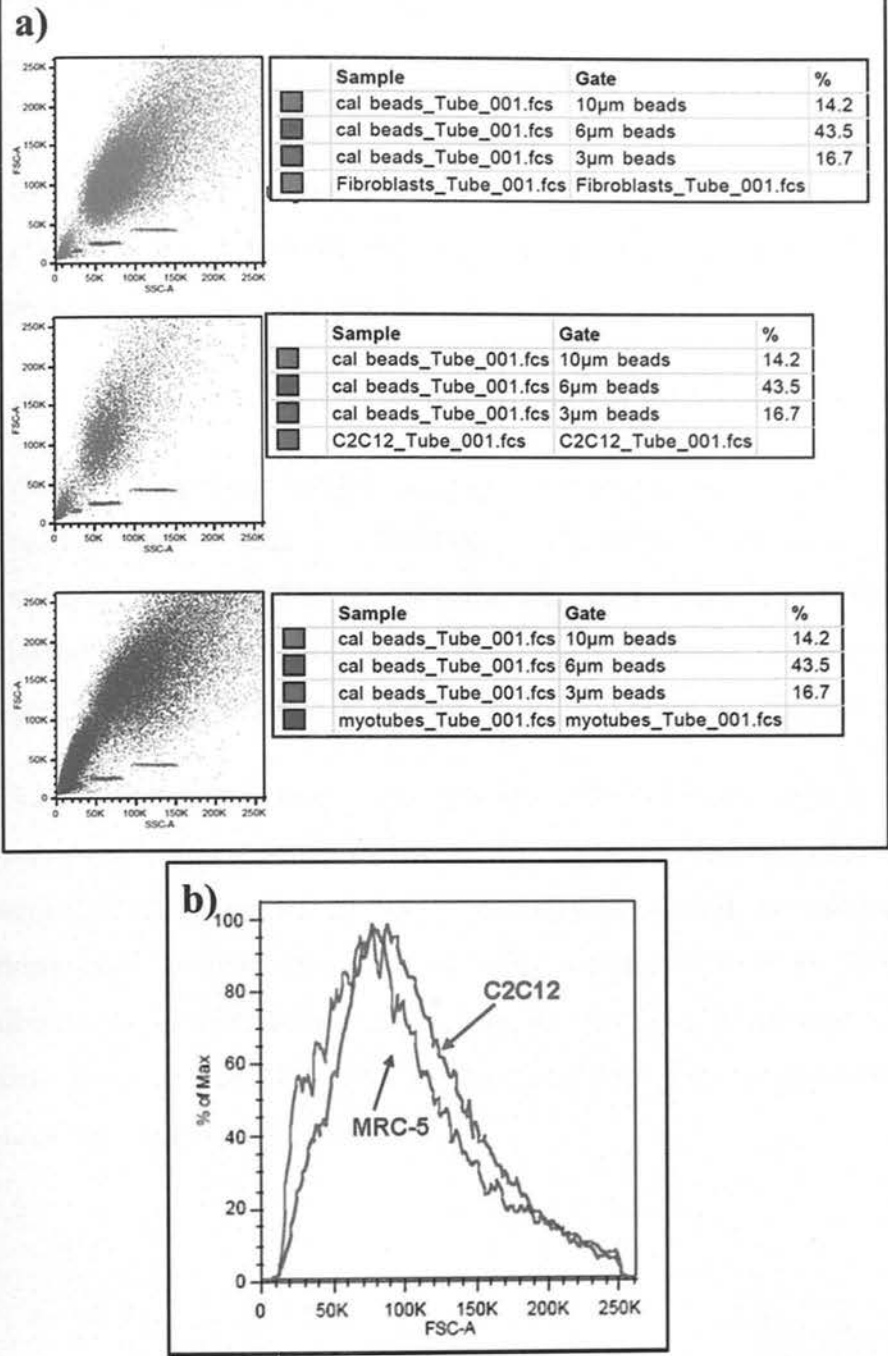 a)
250K
200K
150K
100K
50K
0
FSC-A
0 50K 100K 150K 200K 250K
SSC-A
Sample Gate %
cal beads_Tube_001.fcs 10µm beads 14.2
cal beads_Tube_001.fcs 6µm beads 43.5
cal beads_Tube_001.fcs 3µm beads 16.7
Fibroblasts_Tube_001.fcs Fibroblasts_Tube_001.fcs
250K
200K
150K
100K
50K
0
FSC-A
0 50K 100K 150K 200K 250K
SSC-A
Sample Gate %
cal beads_Tube_001.fcs 10µm beads 14.2
cal beads_Tube_001.fcs 6µm beads 43.5
cal beads_Tube_001.fcs 3µm beads 16.7
C2C12_Tube_001.fcs C2C12_Tube_001.fcs
250K
200K
150K
100K
50K
0
FSC-A
0 50K 100K 150K 200K 250K
SSC-A
Sample Gate %
cal beads_Tube_001.fcs 10µm beads 14.2
cal beads_Tube_001.fcs 6µm beads 43.5
cal beads_Tube_001.fcs 3µm beads 16.7
myotubes_Tube_001.fcs myotubes_Tube_001.fcs
b)
100
80
60
40
20
0
% of Max
C2C12
MRC-5
0 50K 100K 150K 200K 250K
FSC-A